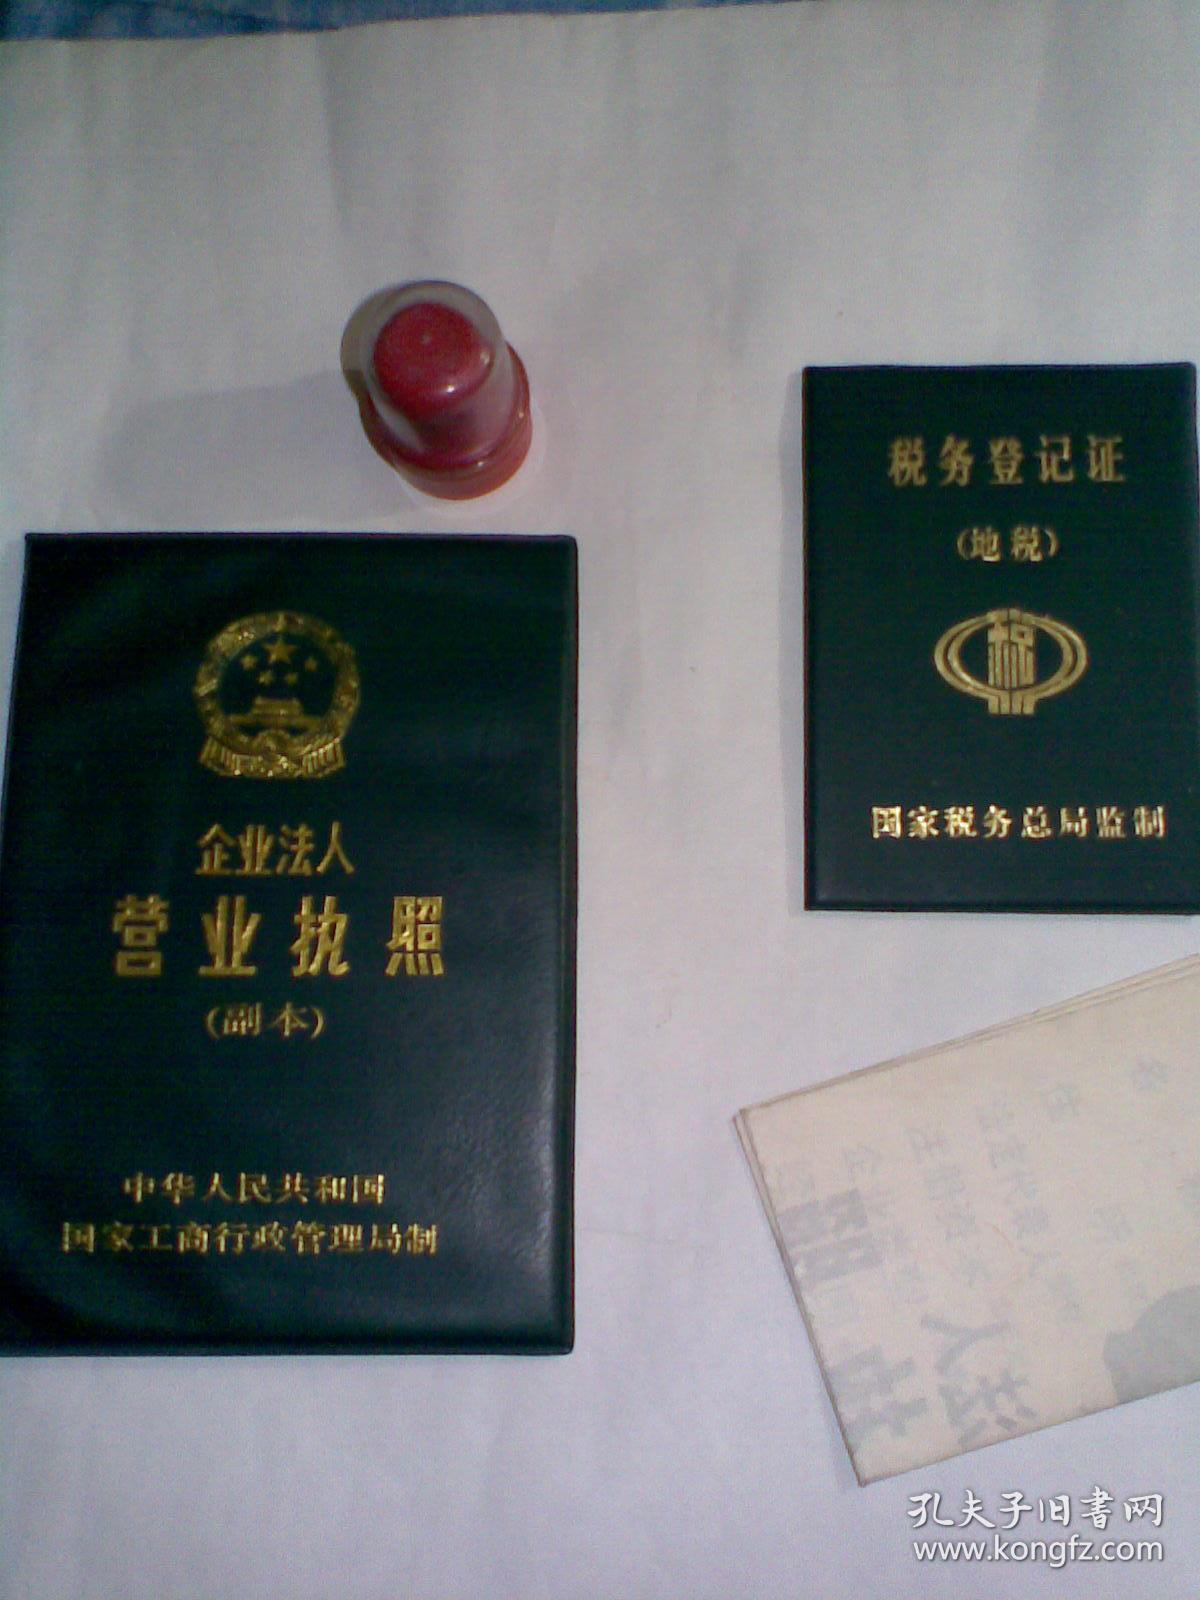 税务登记证
(地税)
税
国家税务总局监制
企业法人
营业执照
(副本)
中华人民共和国
国家工商行政管理局制
孔夫子旧书网
www.kongfz.com